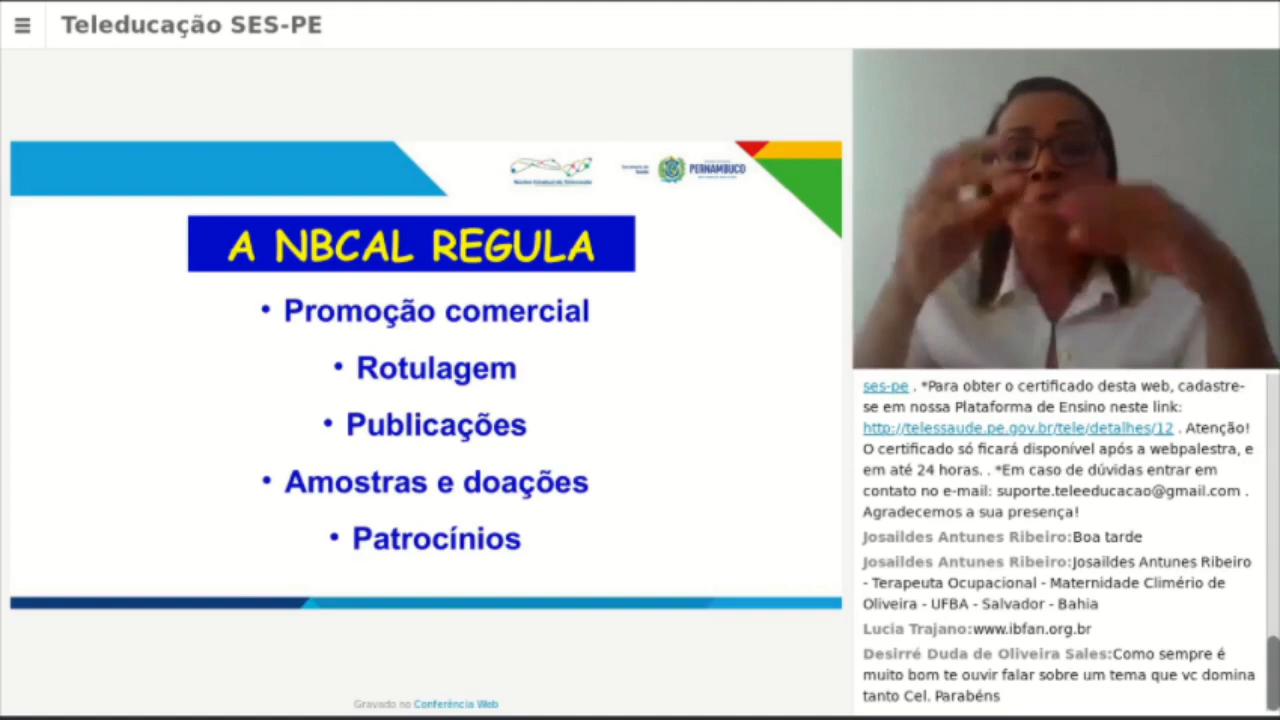 Teleducação SES-PE
PERNAMBUCO
A NBCAL REGULA
• Promoção comercial
• Rotulagem
• Publicações
• Amostras e doações
• Patrocínios
Gravado no Conferência Web
ses-pe . *Para obter o certificado desta web, cadastre-
se em nossa Plataforma de Ensino neste link:
http://telessaude.pe.gov.br/tele/detalhes/12 . Atenção!
O certificado só ficará disponível após a webpalestra, e
em até 24 horas. . *Em caso de dúvidas entrar em
contato no e-mail: suporte.teleeducacao@gmail.com .
Agradecemos a sua presença!
Josaildes Antunes Ribeiro:Boa tarde
Josaildes Antunes Ribeiro:Josaildes Antunes Ribeiro
- Terapeuta Ocupacional - Maternidade Climério de
Oliveira - UFBA - Salvador - Bahia
Lucia Trajano:www.ibfan.org.br
Desirré Duda de Oliveira Sales:Como sempre é
muito bom te ouvir falar sobre um tema que vc domina
tanto Cel. Parabéns